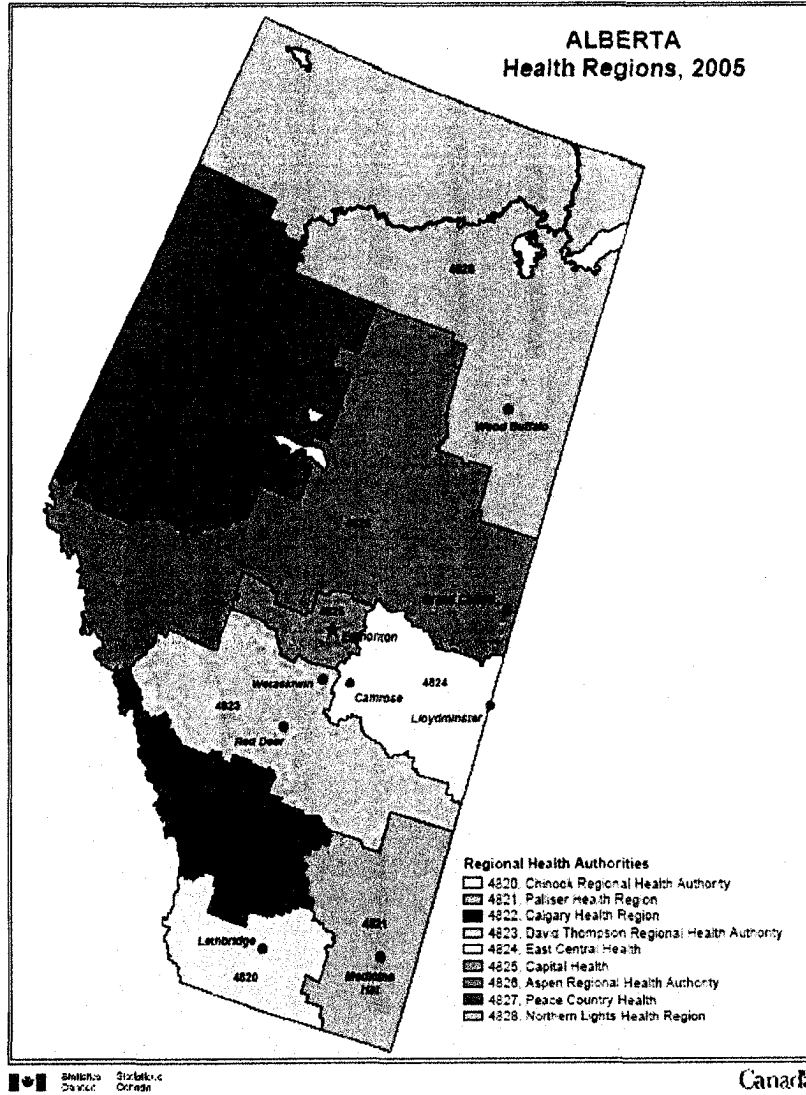 ALBERTA
Health Regions, 2005
4828
Wood Buffalo
Edmonton
Wetaskiwin
4824
Camrose
4823
Lloydminster
Red Deer
Regional Health Authorities
4820, Chinook Regional Health Authority
4821, Palliser Health Region
4822, Calgary Health Region
4823, David Thompson Regional Health Authority
4824, East Central Health
4825, Capital Health
4826, Aspen Regional Health Authority
4827, Peace Country Health
4828, Northern Lights Health Region
4821
Lethbridge
4820
Medicine
Hat
Statistics Statistique
Canada Canada
Canada